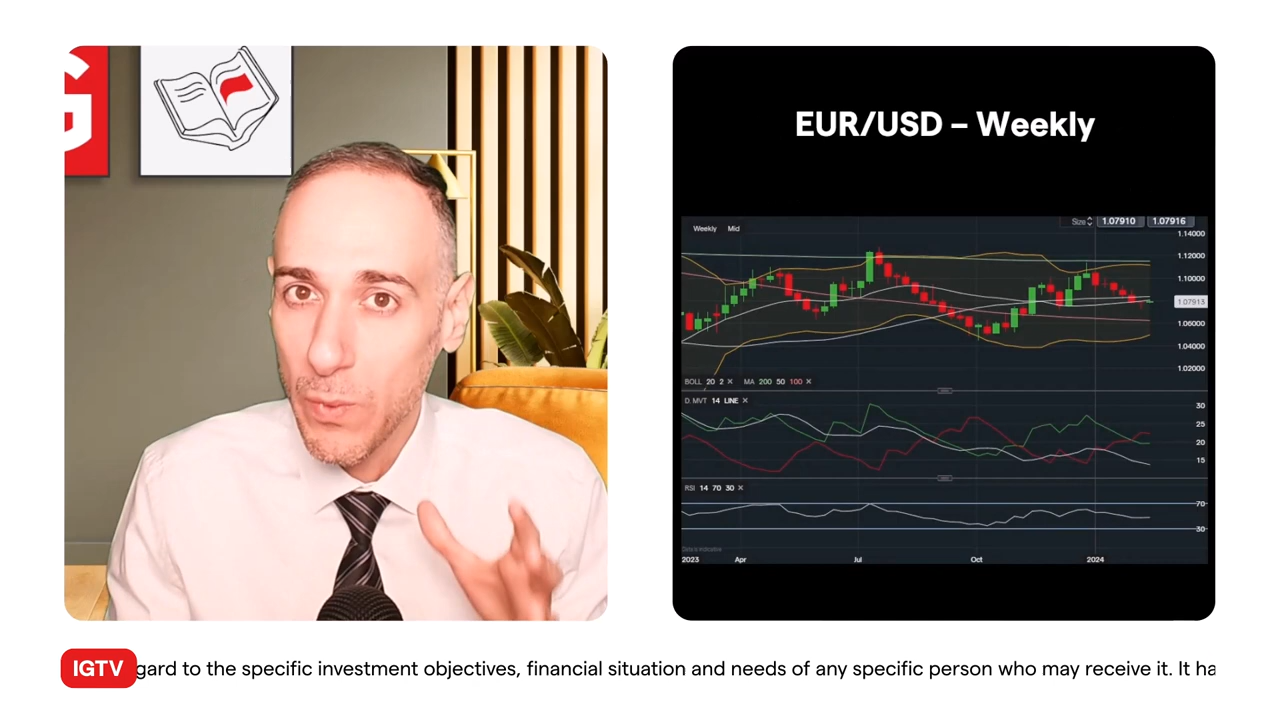 G
EUR/USD – Weekly
Weekly Mid
Size 1.07910 1.07916
1.14000
1.12000
1.10000
1.07913
1.06000
1.04000
1.02000
BOLL 20 2 × MA 200 50 100 ×
D. MVT 14 LINE ×
30
25
20
15
RSI 14 70 30 ×
70
30
Data is indicative
2023 Apr Jul Oct 2024
IGTV gard to the specific investment objectives, financial situation and needs of any specific person who may receive it. It ha